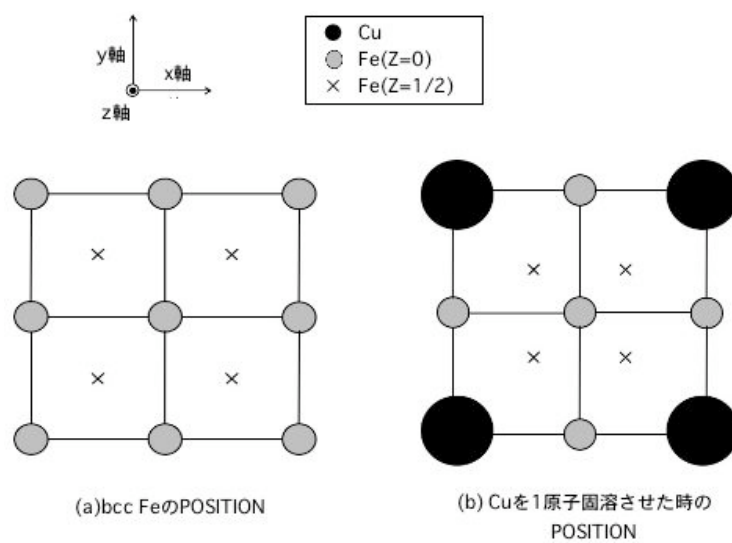 y軸
x軸
z軸
Cu
Fe(Z=0)
Fe(Z=1/2)
(a)bcc FeのPOSITION
(b) Cuを1原子固溶させた時の
POSITION